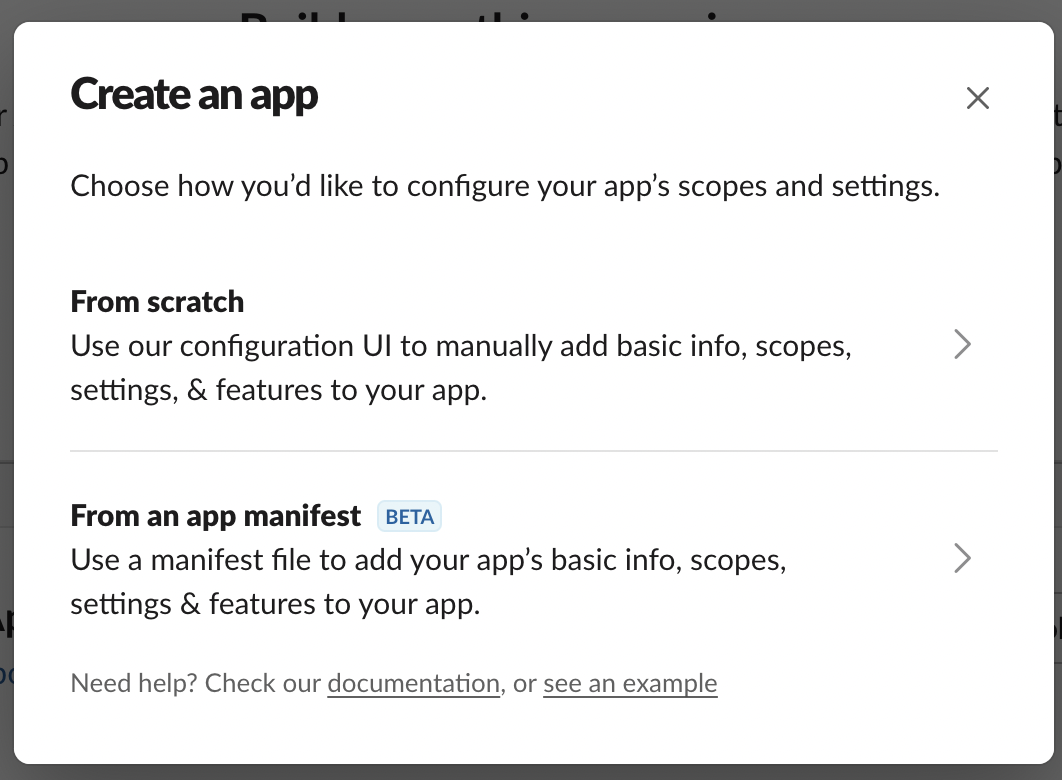 Create an app
Choose how you’d like to configure your app’s scopes and settings.
From scratch
Use our configuration UI to manually add basic info, scopes,
settings, & features to your app.
From an app manifest BETA
Use a manifest file to add your app’s basic info, scopes,
settings & features to your app.
Need help? Check our documentation, or see an example